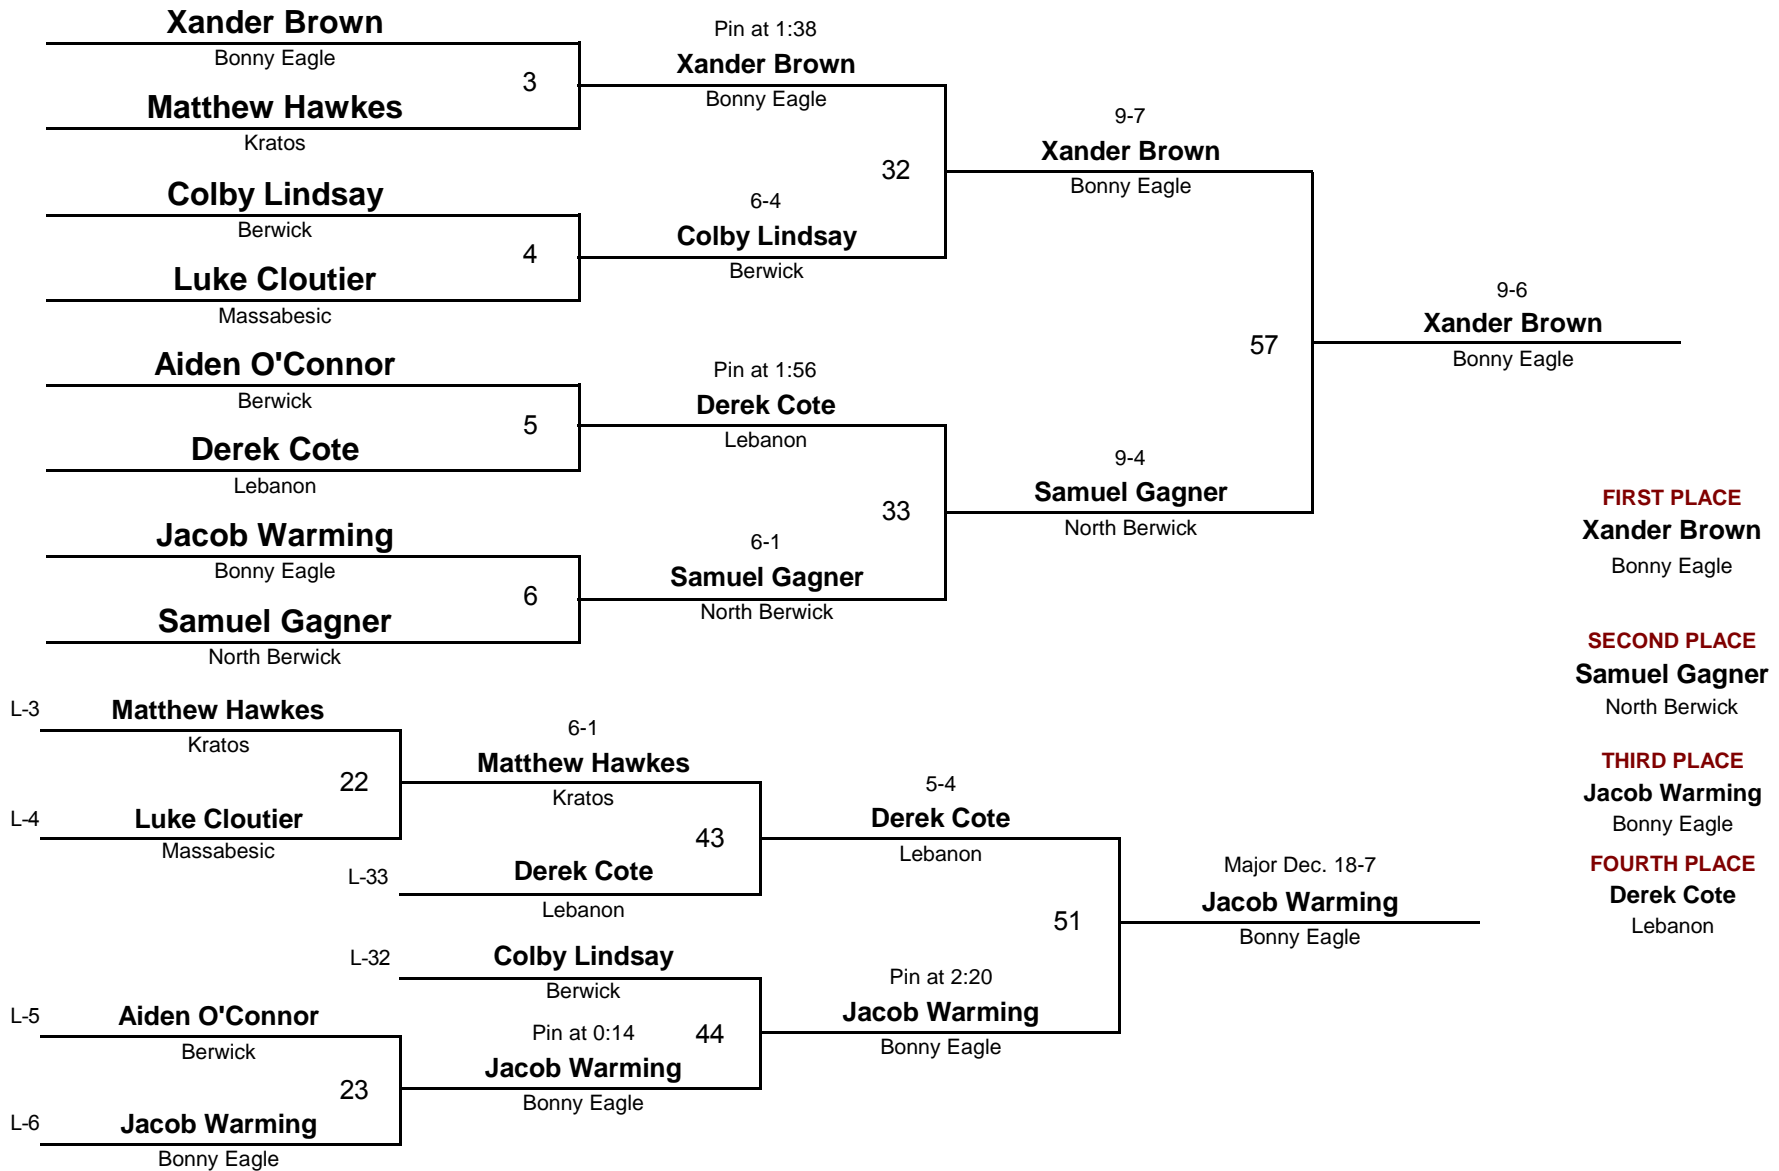 Xander Brown
Bonny Eagle
3
Matthew Hawkes
Kratos
Colby Lindsay
Berwick
4
Luke Cloutier
Massabesic
Aiden O'Connor
Berwick
5
Derek Cote
Lebanon
Jacob Warming
Bonny Eagle
6
Samuel Gagner
North Berwick
Pin at 1:38
Xander Brown
Bonny Eagle
32
6-4
Colby Lindsay
Berwick
Pin at 1:56
Derek Cote
Lebanon
33
6-1
Samuel Gagner
North Berwick
9-7
Xander Brown
Bonny Eagle
57
9-4
Samuel Gagner
North Berwick
9-6
Xander Brown
Bonny Eagle
L-3
Matthew Hawkes
Kratos
22
L-4
Luke Cloutier
Massabesic
6-1
Matthew Hawkes
Kratos
43
L-33
Derek Cote
Lebanon
L-32
Colby Lindsay
Berwick
44
L-5
Aiden O'Connor
Berwick
23
L-6
Jacob Warming
Bonny Eagle
Pin at 0:14
Jacob Warming
Bonny Eagle
5-4
Derek Cote
Lebanon
51
Pin at 2:20
Jacob Warming
Bonny Eagle
Major Dec. 18-7
Jacob Warming
Bonny Eagle
FIRST PLACE
Xander Brown
Bonny Eagle
SECOND PLACE
Samuel Gagner
North Berwick
THIRD PLACE
Jacob Warming
Bonny Eagle
FOURTH PLACE
Derek Cote
Lebanon